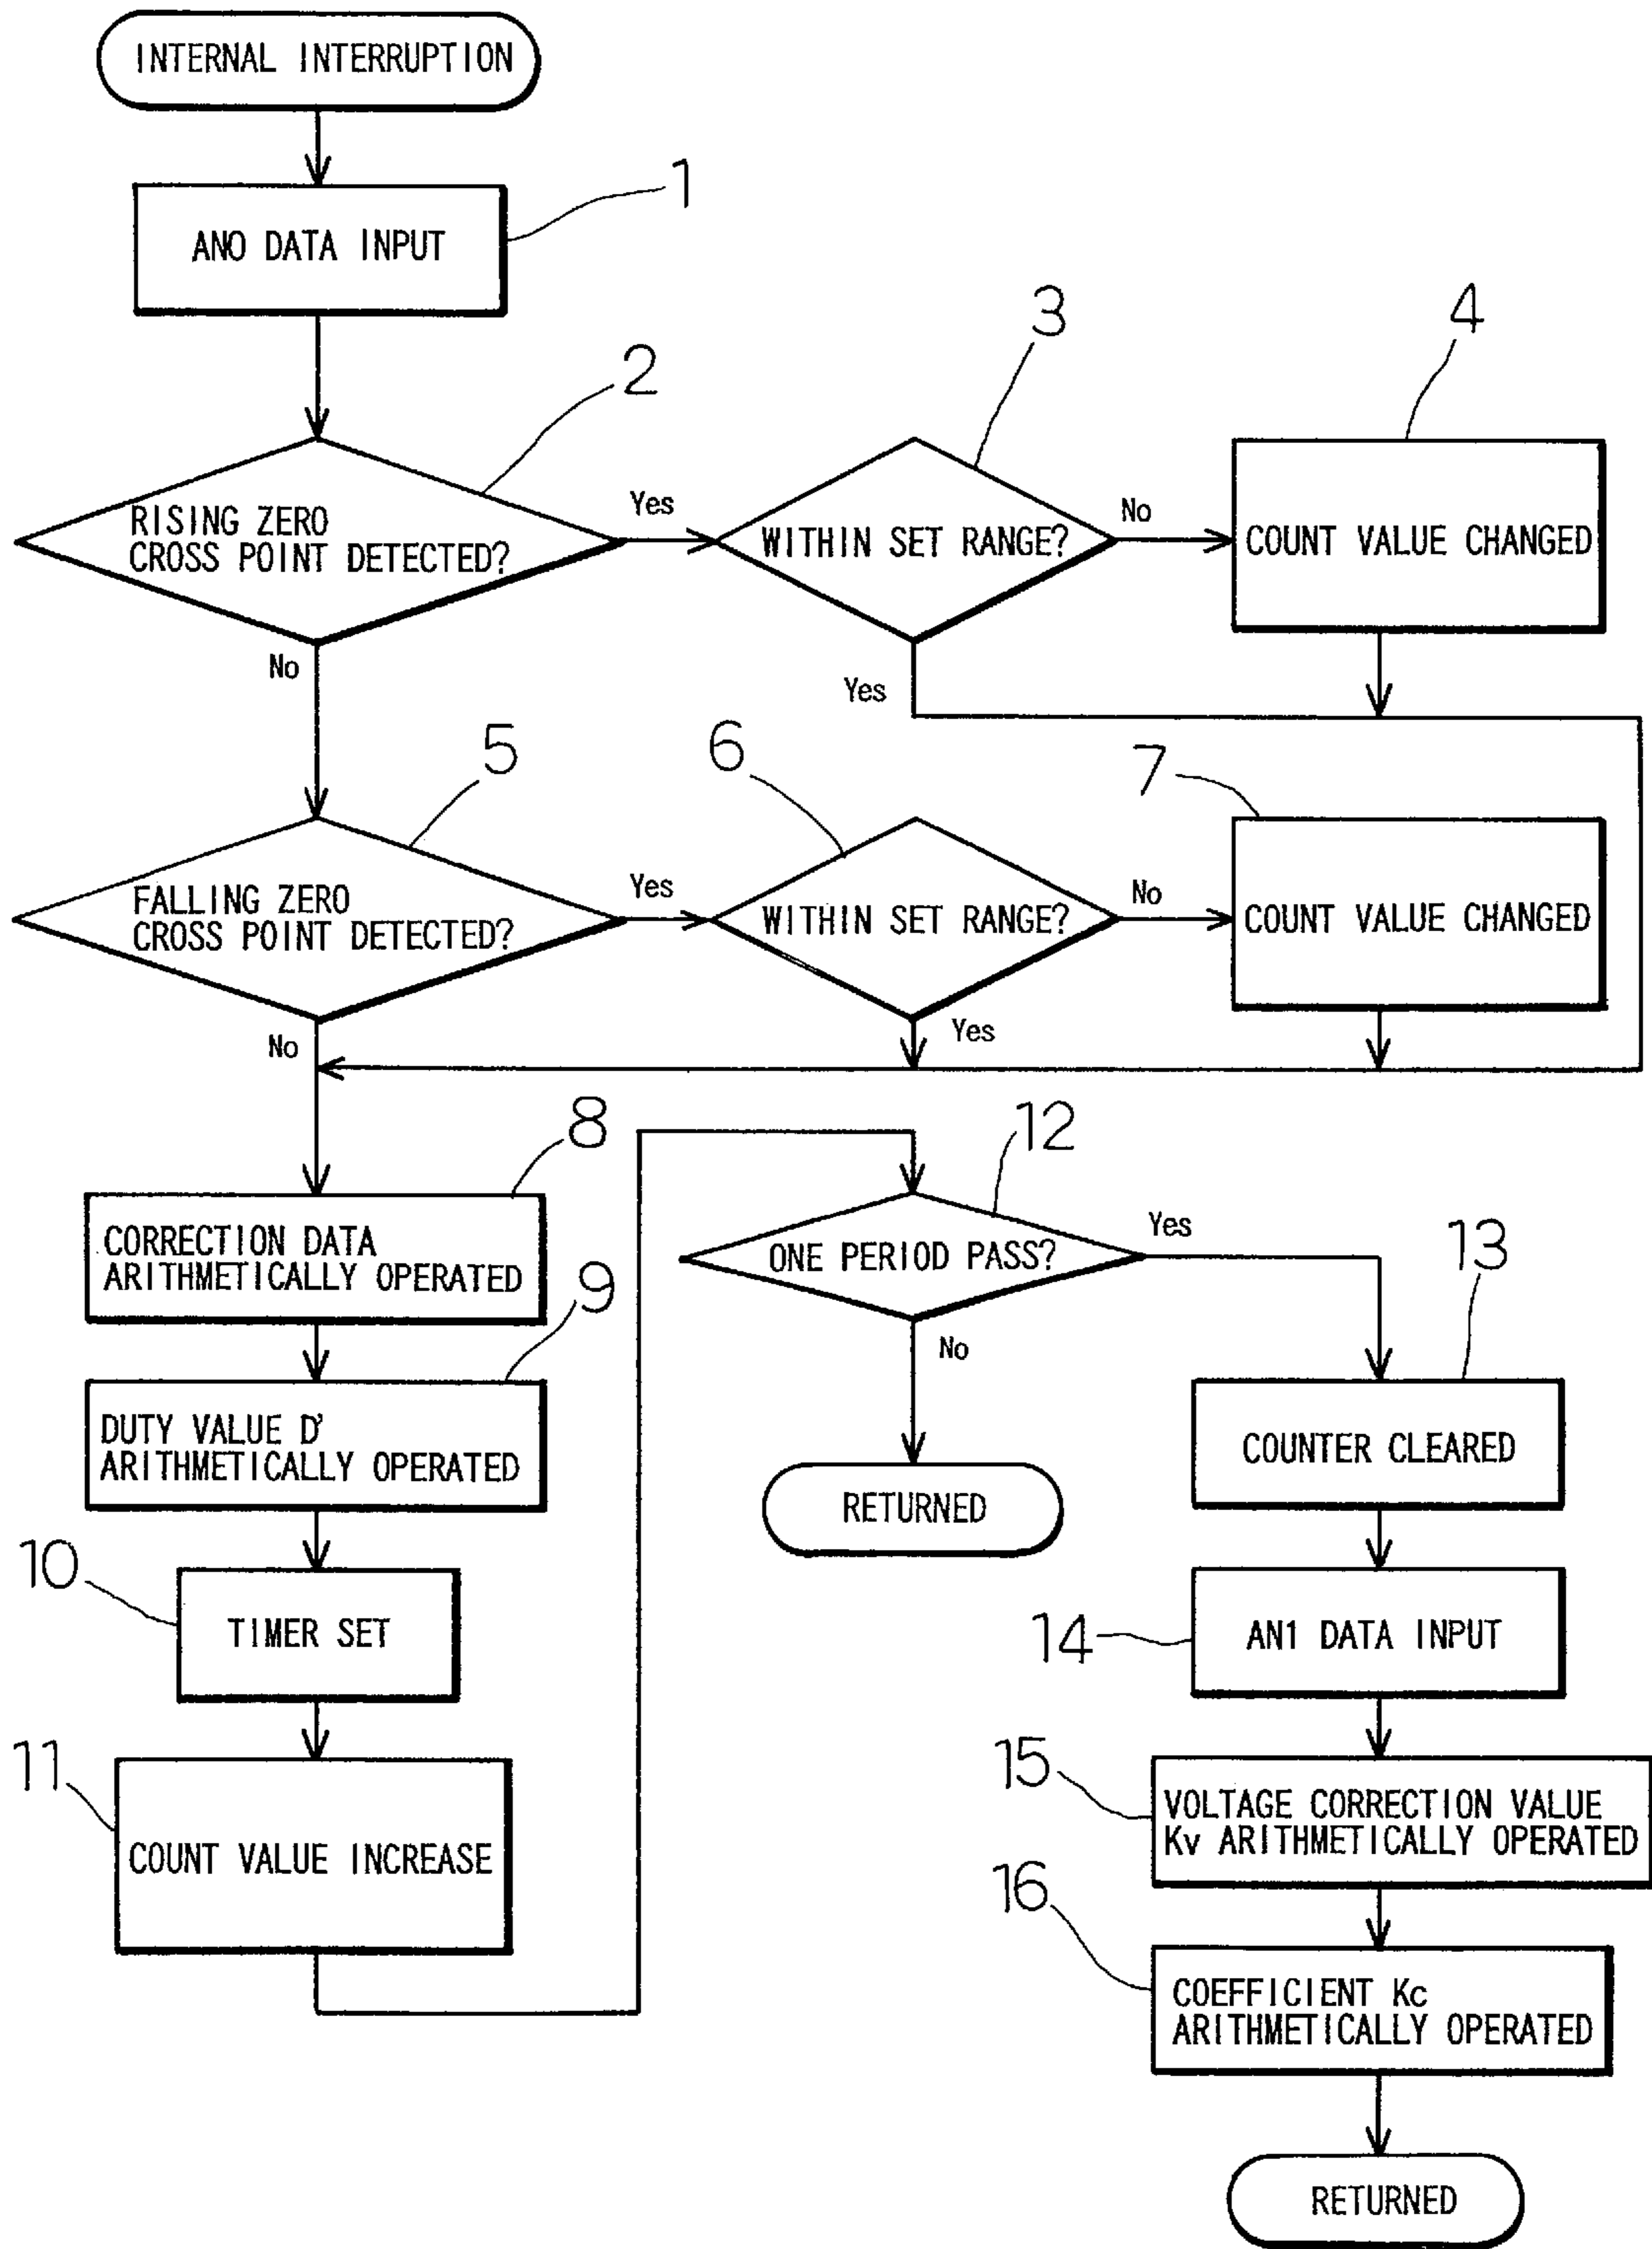 INTERNAL INTERRUPTION
1
ANO DATA INPUT
2
RISING ZERO
CROSS POINT DETECTED?
Yes
No
3
WITHIN SET RANGE?
No
Yes
4
COUNT VALUE CHANGED
5
FALLING ZERO
CROSS POINT DETECTED?
Yes
No
6
WITHIN SET RANGE?
No
Yes
7
COUNT VALUE CHANGED
8
CORRECTION DATA
ARITHMETICALLY OPERATED
9
DUTY VALUE D'
ARITHMETICALLY OPERATED
10
TIMER SET
11
COUNT VALUE INCREASE
12
ONE PERIOD PASS?
Yes
No
RETURNED
13
COUNTER CLEARED
14
AN1 DATA INPUT
15
VOLTAGE CORRECTION VALUE
Kv ARITHMETICALLY OPERATED
16
COEFFICIENT Kc
ARITHMETICALLY OPERATED
RETURNED